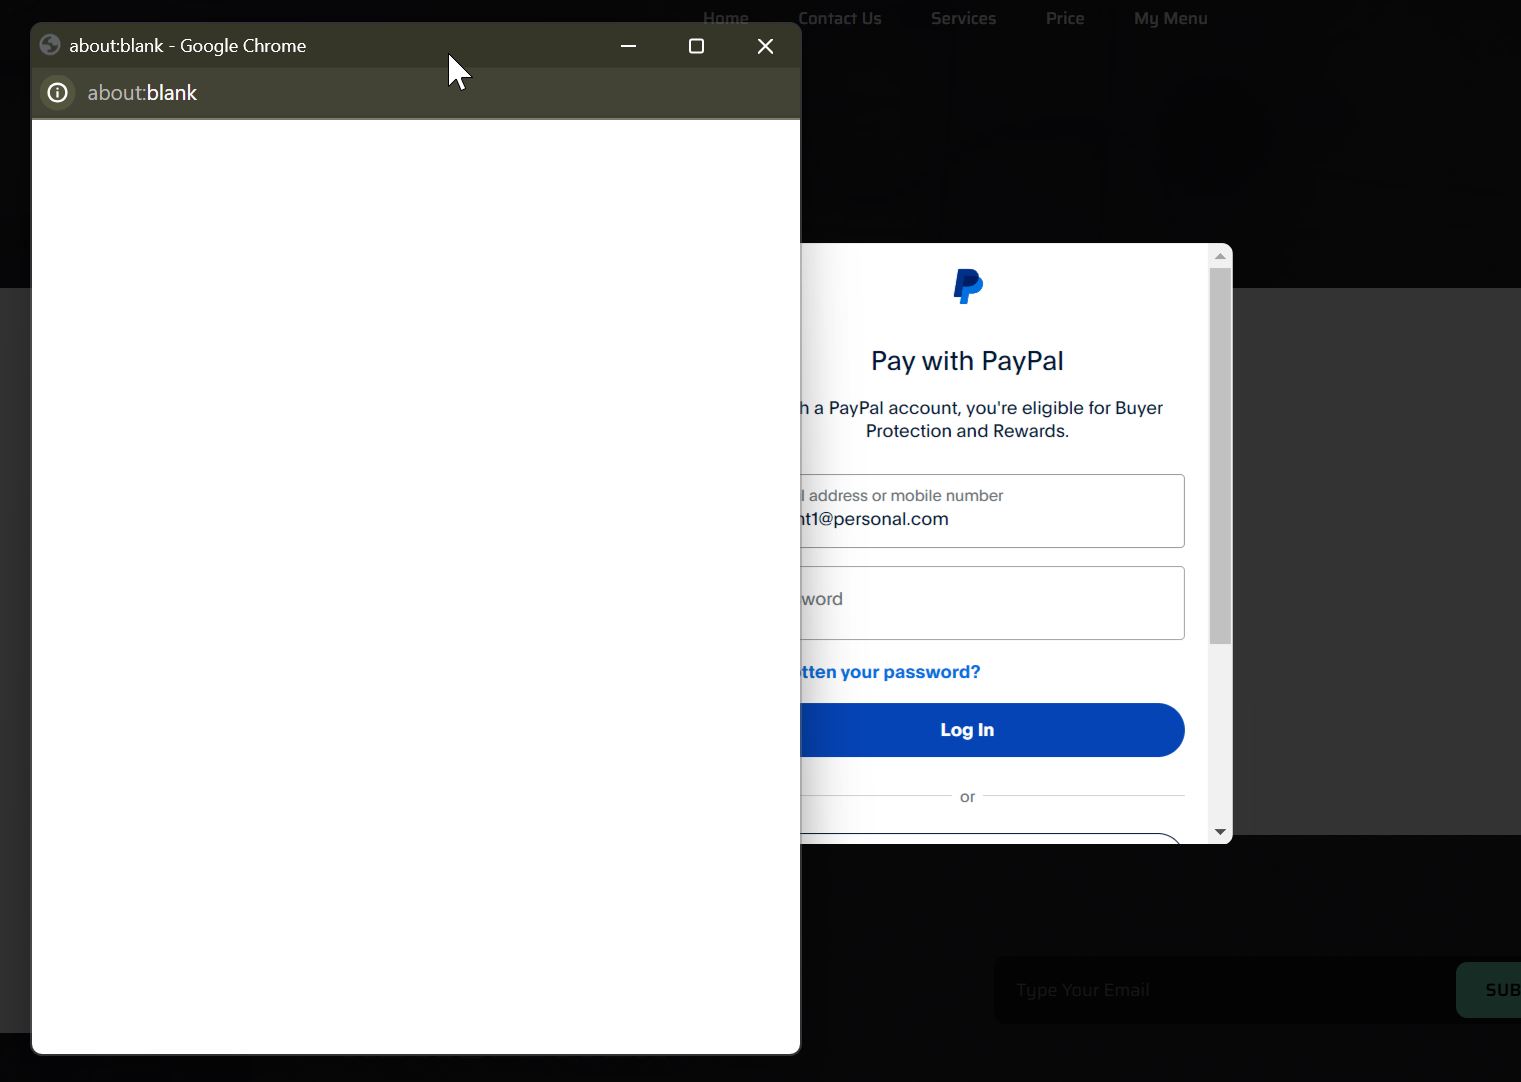 Home Contact Us Services Price My Menu
about:blank - Google Chrome
about:blank
Pay with PayPal
h a PayPal account, you're eligible for Buyer
Protection and Rewards.
l address or mobile number
nt1@personal.com
word
otten your password?
Log In
or
Type Your Email
SUB